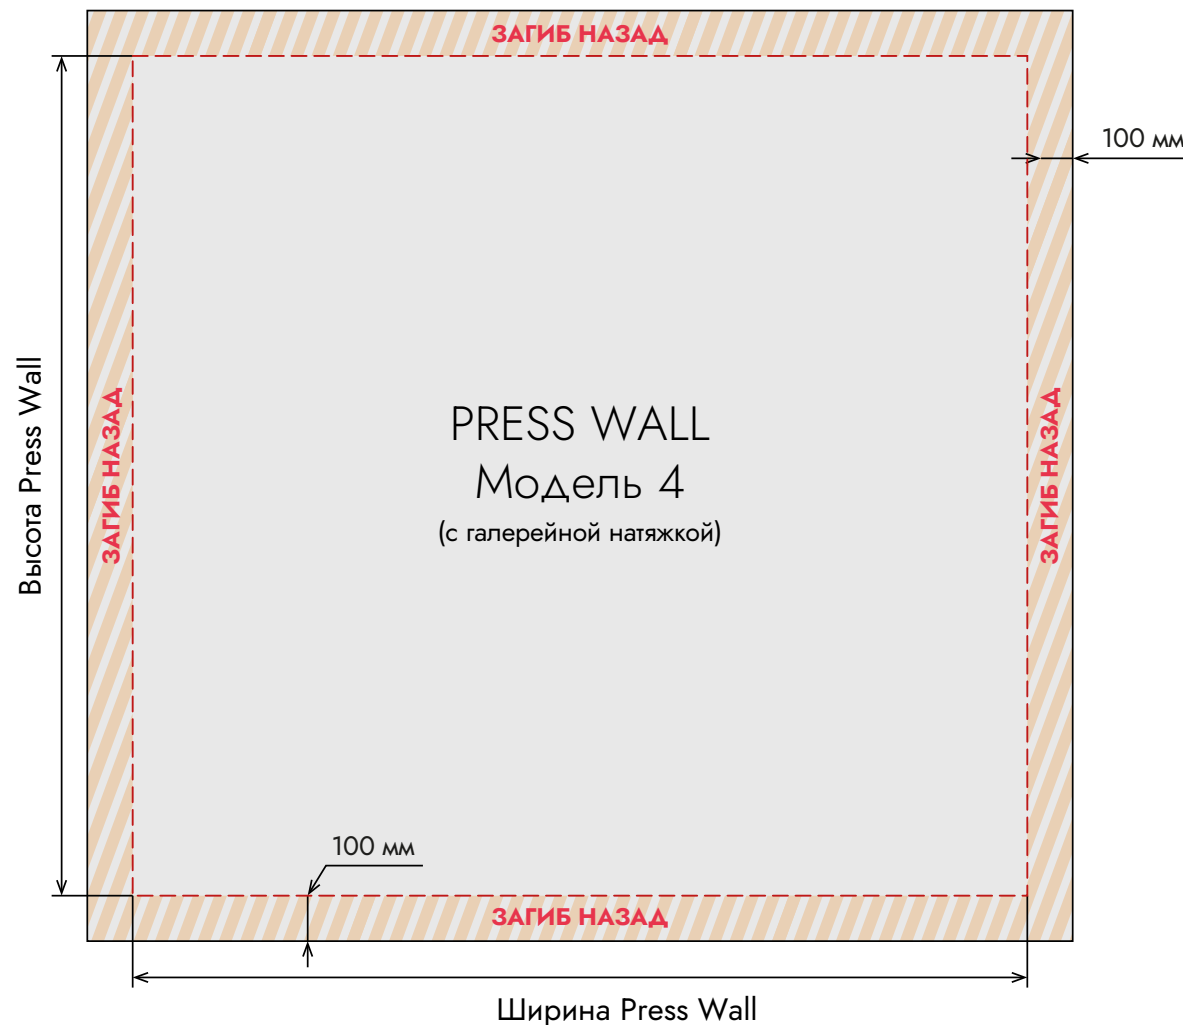 ЗАГИБ НАЗАД
100 мм
Высота Press Wall
ЗАГИБ НАЗАД
PRESS WALL
Модель 4
(с галерейной натяжкой)
ЗАГИБ НАЗАД
100 мм
ЗАГИБ НАЗАД
Ширина Press Wall